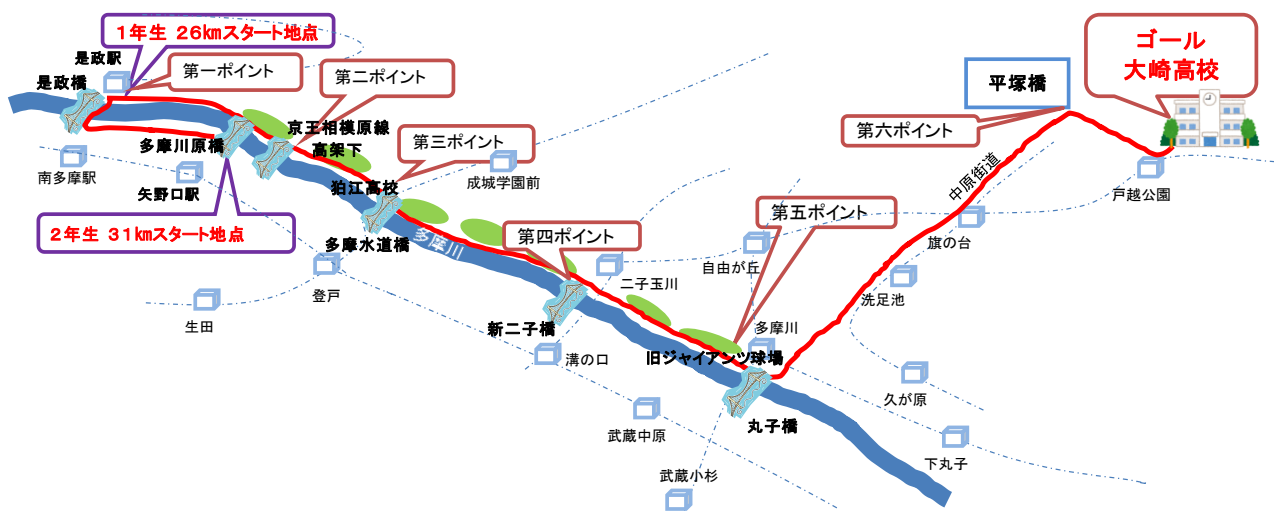 1年生 26kmスタート地点
是政駅
是政橋
第一ポイント
第二ポイント
京王相模原線
高架下
多摩川原橋
第三ポイント
南多摩駅
矢野口駅
狛江高校
成城学園前
2年生 31kmスタート地点
多摩水道橋
多摩川
第四ポイント
登戸
生田
新二子橋
溝の口
二子玉川
自由が丘
第五ポイント
多摩川
旧ジャイアンツ球場
丸子橋
武蔵中原
武蔵小杉
下丸子
久が原
洗足池
旗の台
中原街道
第六ポイント
平塚橋
戸越公園
ゴール
大崎高校